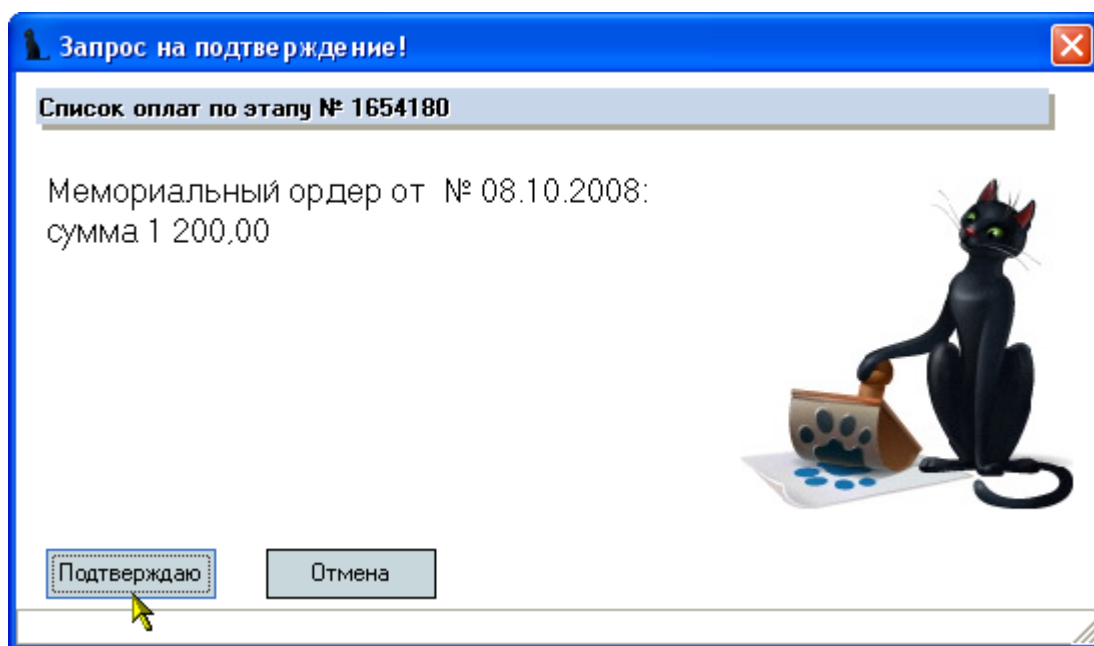 Запрос на подтверждение!
Список оплат по этапу № 1654180
Мемориальный ордер от № 08.10.2008:
сумма 1 200,00
Подтверждаю
Отмена